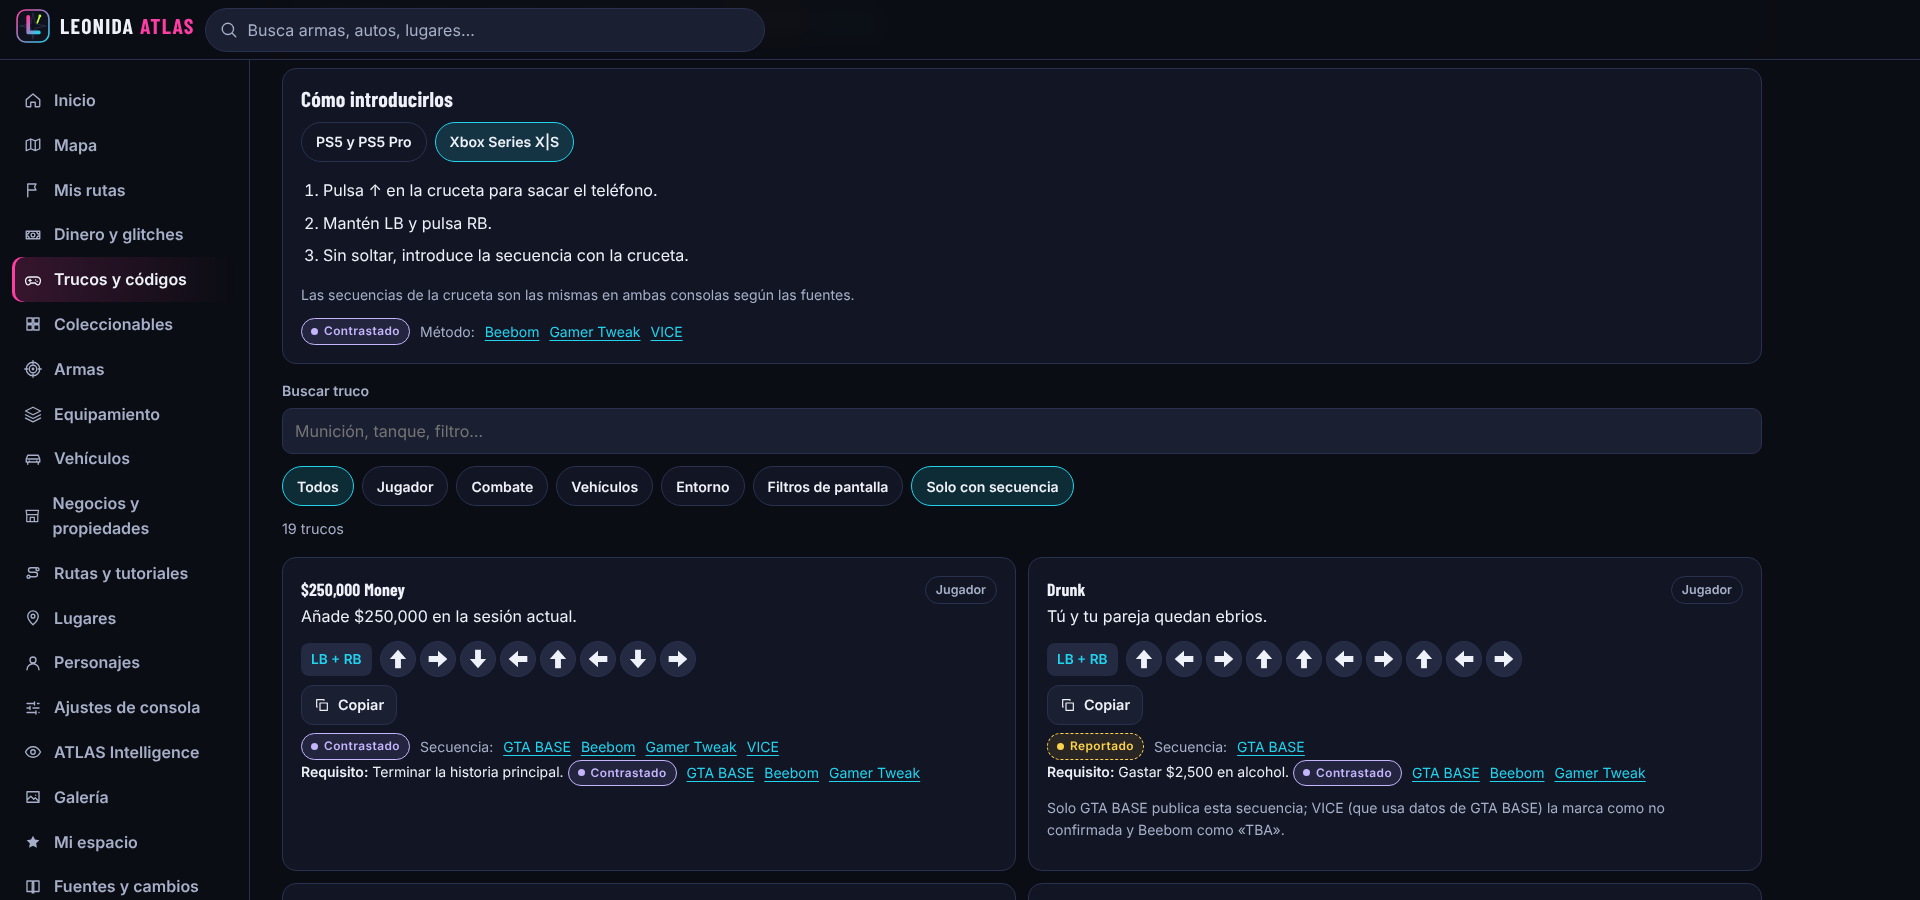 LEONIDA ATLAS
Busca armas, autos, lugares...
Inicio
Mapa
Mis rutas
Dinero y glitches
Trucos y códigos
Coleccionables
Armas
Equipamiento
Vehículos
Negocios y
propiedades
Rutas y tutoriales
Lugares
Personajes
Ajustes de consola
ATLAS Intelligence
Galería
Mi espacio
Fuentes y cambios
Cómo introducirlos
PS5 y PS5 Pro
Xbox Series X|S
1. Pulsa ↑ en la cruceta para sacar el teléfono.
2. Mantén LB y pulsa RB.
3. Sin soltar, introduce la secuencia con la cruceta.
Las secuencias de la cruceta son las mismas en ambas consolas según las fuentes.
Contrastado Método: Beebom Gamer Tweak VICE
Buscar truco
Munición, tanque, filtro...
Todos Jugador Combate Vehículos Entorno Filtros de pantalla Solo con secuencia
19 trucos
$250,000 Money
Jugador
Añade $250,000 en la sesión actual.
LB + RB
Copiar
Contrastado Secuencia: GTA BASE Beebom Gamer Tweak VICE
Requisito: Terminar la historia principal. Contrastado GTA BASE Beebom Gamer Tweak
Drunk
Jugador
Tú y tu pareja quedan ebrios.
LB + RB
Copiar
Reportado Secuencia: GTA BASE
Requisito: Gastar $2,500 en alcohol. Contrastado GTA BASE Beebom Gamer Tweak
Solo GTA BASE publica esta secuencia; VICE (que usa datos de GTA BASE) la marca como no
confirmada y Beebom como «TBA».